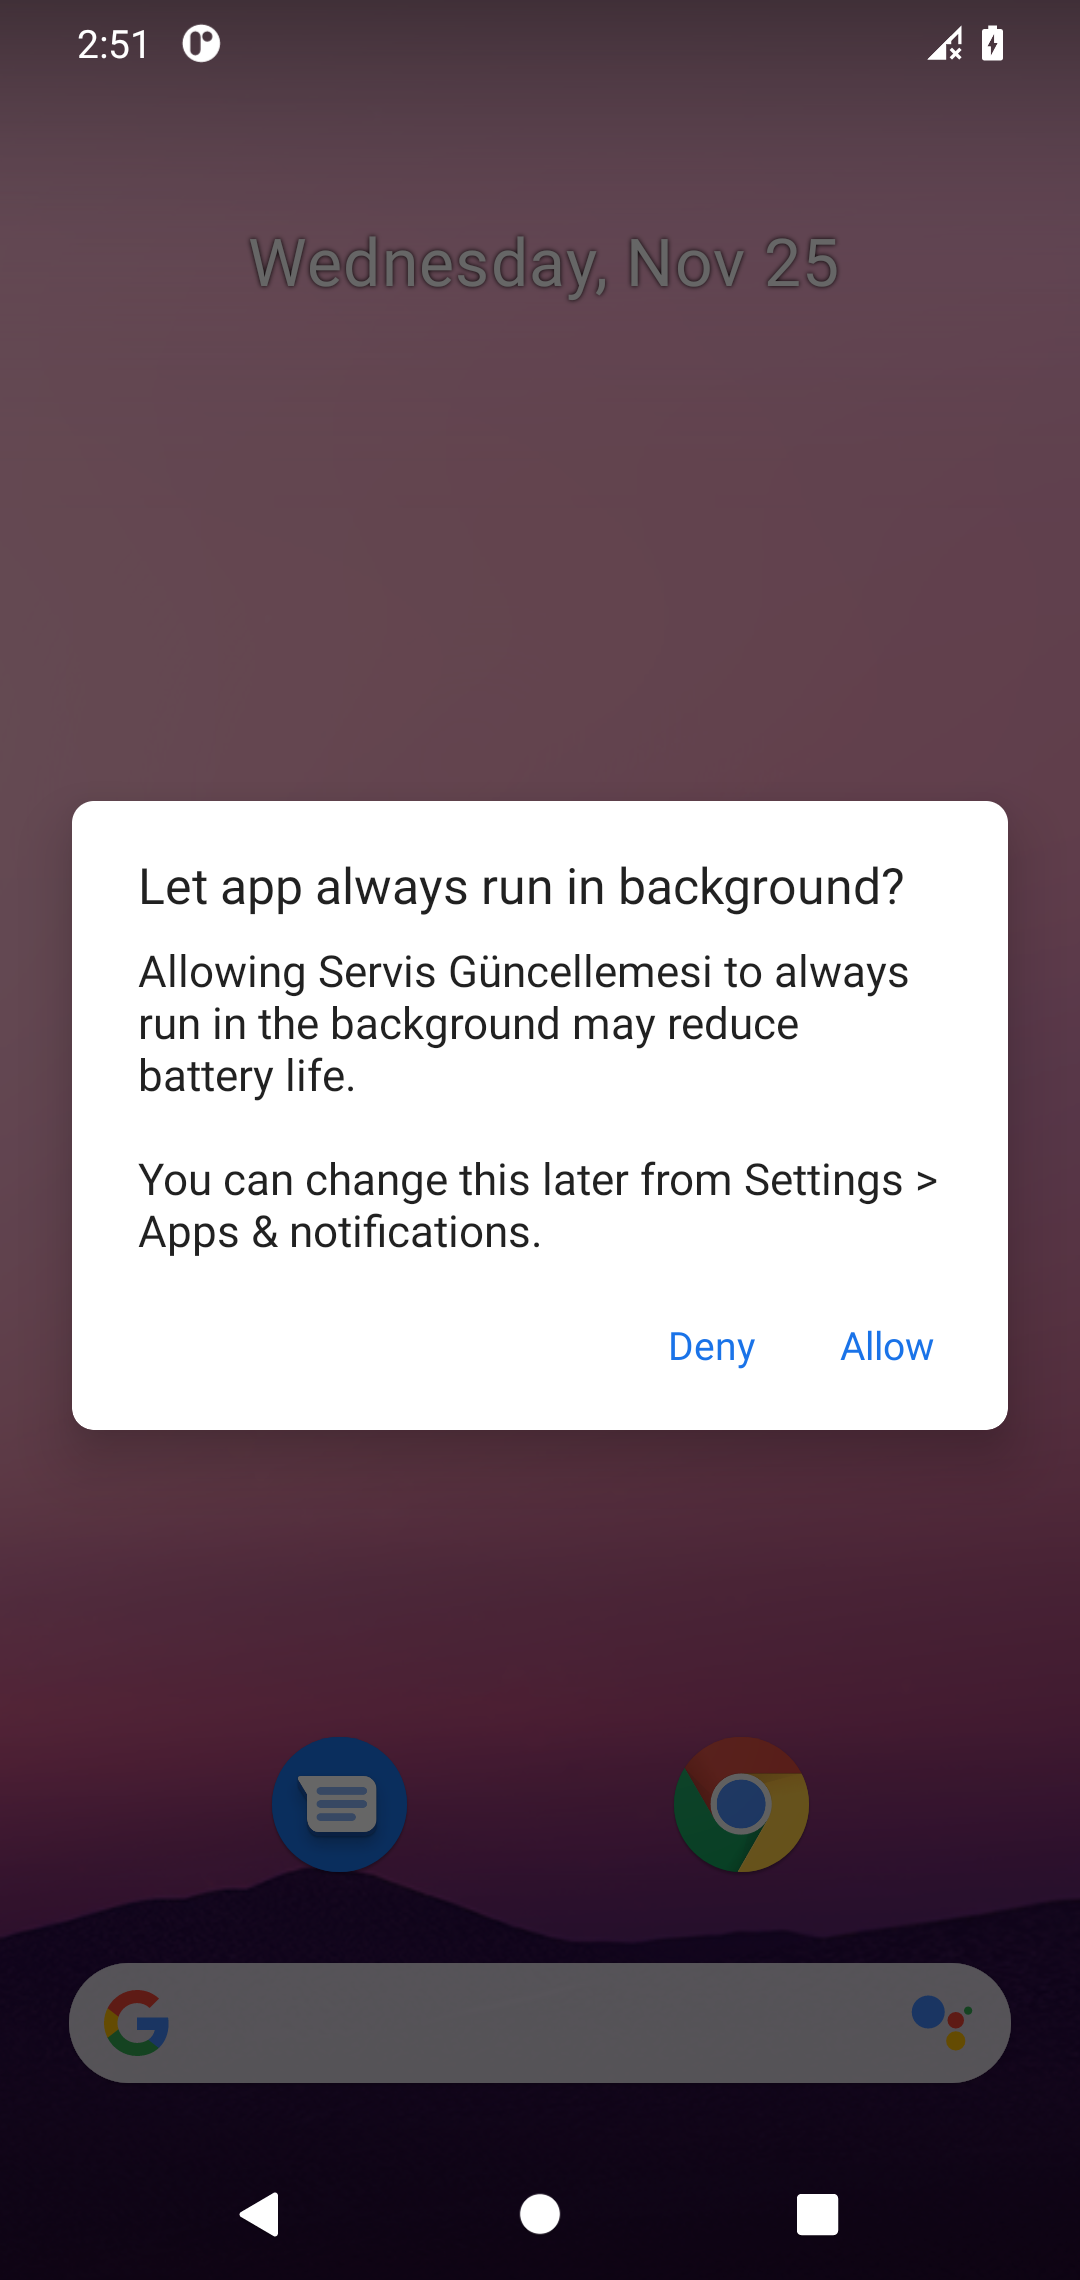 2:51
Wednesday, Nov 25
Let app always run in background?
Allowing Servis Güncellemesi to always
run in the background may reduce
battery life.
You can change this later from Settings >
Apps & notifications.
Deny
Allow